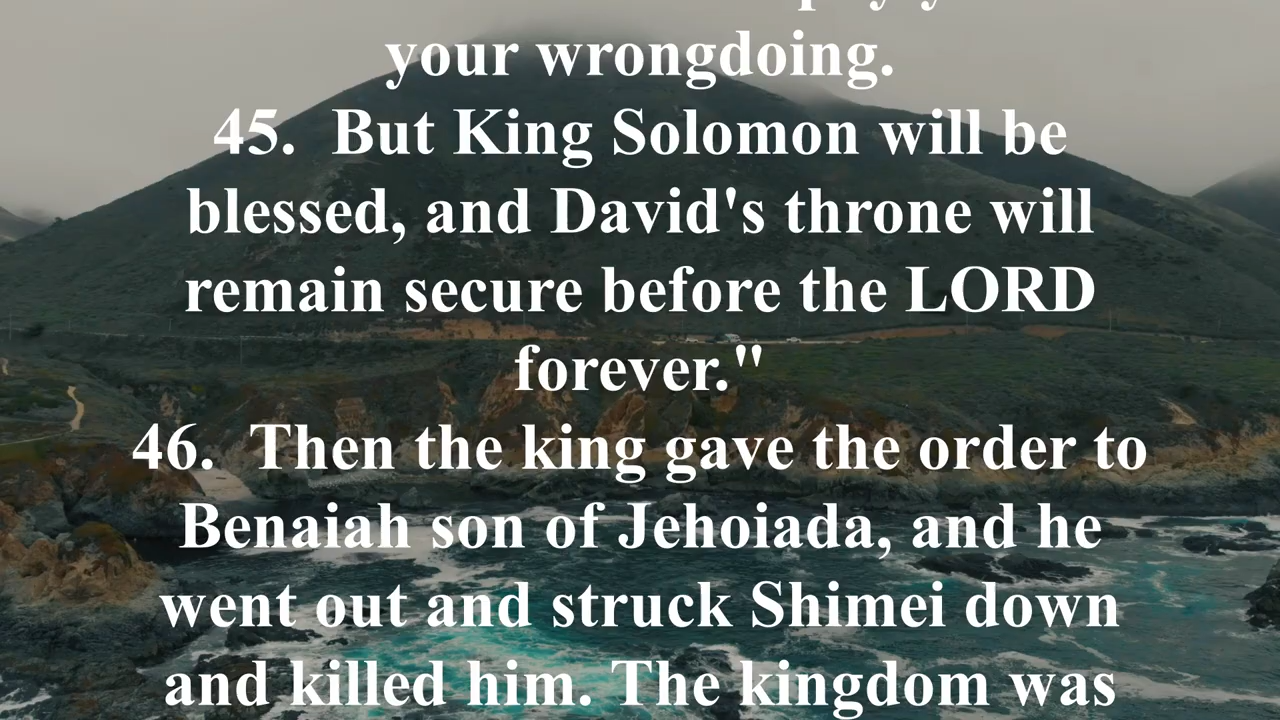 your wrongdoing.
45. But King Solomon will be
blessed, and David's throne will
remain secure before the LORD
forever."
46. Then the king gave the order to
Benaiah son of Jehoiada, and he
went out and struck Shimei down
and killed him. The kingdom was